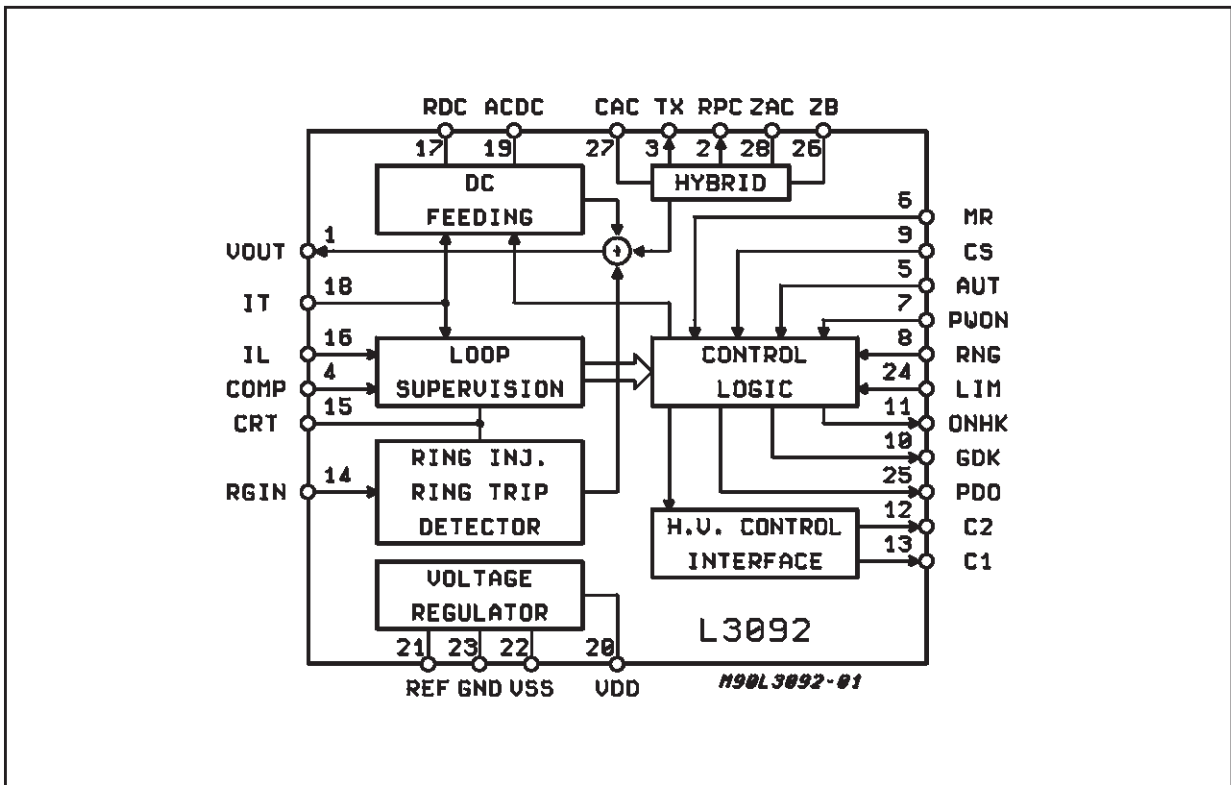 RDC ACDC CAC TX RPC ZAC ZB
17 19 27 3 2 28 26
DC
FEEDING
HYBRID
6 MR
9 CS
5 AUT
7 PWON
8 RNG
24 LIM
11 ONHK
10 GDK
25 PDO
12 C2
13 C1
VOUT 1
IT 18
IL 16
COMP 4
CRT 15
RGIN 14
+
LOOP
SUPERVISION
CONTROL
LOGIC
RING INJ.
RING TRIP
DETECTOR
H.V. CONTROL
INTERFACE
VOLTAGE
REGULATOR
L3092
21 23 22 20
REF GND VSS VDD
M90L3092-01